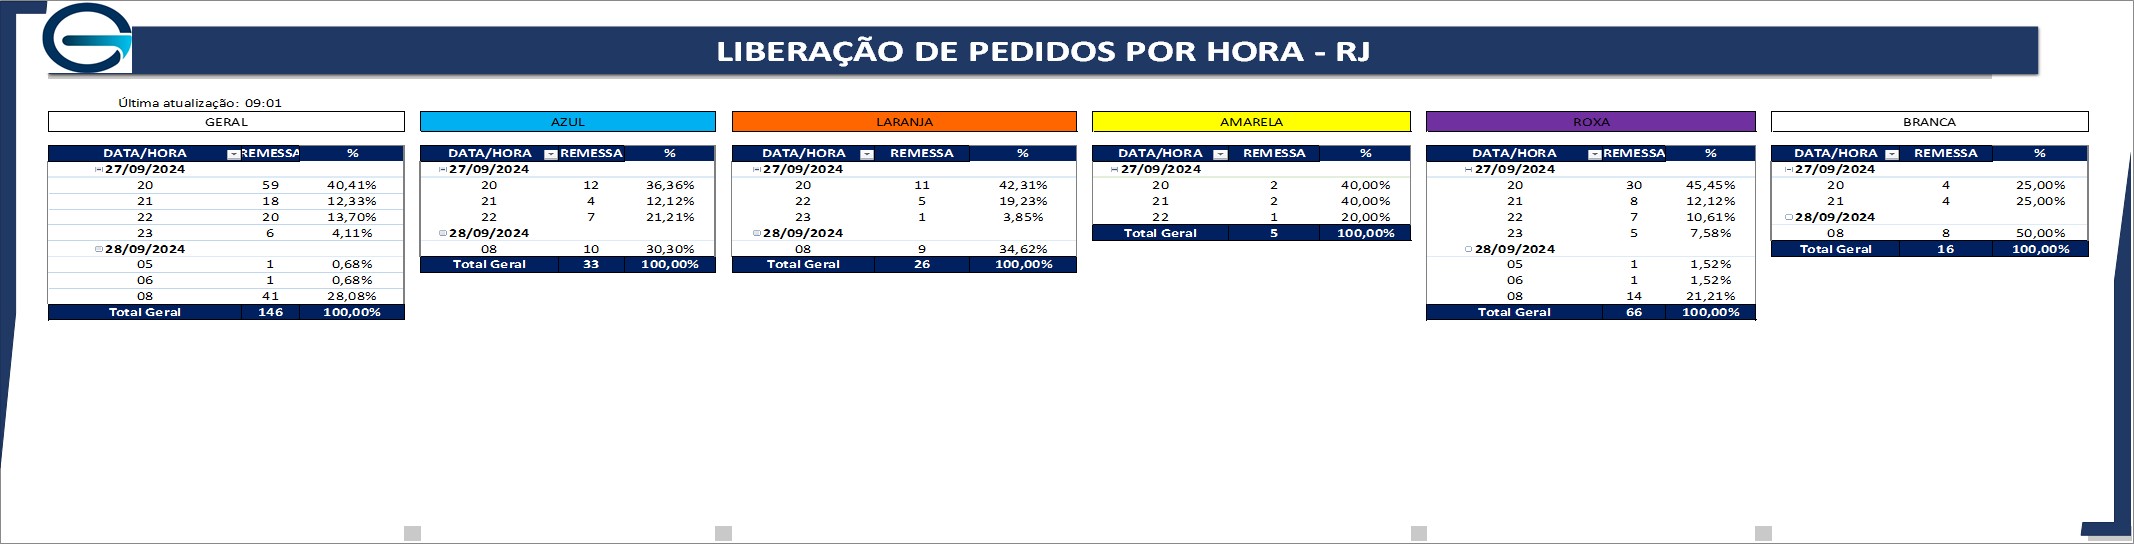 LIBERAÇÃO DE PEDIDOS POR HORA - RJ
Última atualização: 09:01
GERAL
DATA/HORA REMESSA %
27/09/2024
20 59 40,41%
21 18 12,33%
22 20 13,70%
23 6 4,11%
28/09/2024
05 1 0,68%
06 1 0,68%
08 41 28,08%
Total Geral 146 100,00%
AZUL
DATA/HORA REMESSA %
27/09/2024
20 12 36,36%
21 4 12,12%
22 7 21,21%
28/09/2024
08 10 30,30%
Total Geral 33 100,00%
LARANJA
DATA/HORA REMESSA %
27/09/2024
20 11 42,31%
22 5 19,23%
23 1 3,85%
28/09/2024
08 9 34,62%
Total Geral 26 100,00%
AMARELA
DATA/HORA REMESSA %
27/09/2024
20 2 40,00%
21 2 40,00%
22 1 20,00%
Total Geral 5 100,00%
ROXA
DATA/HORA REMESSA %
27/09/2024
20 30 45,45%
21 8 12,12%
22 7 10,61%
23 5 7,58%
28/09/2024
05 1 1,52%
06 1 1,52%
08 14 21,21%
Total Geral 66 100,00%
BRANCA
DATA/HORA REMESSA %
27/09/2024
20 4 25,00%
21 4 25,00%
28/09/2024
08 8 50,00%
Total Geral 16 100,00%